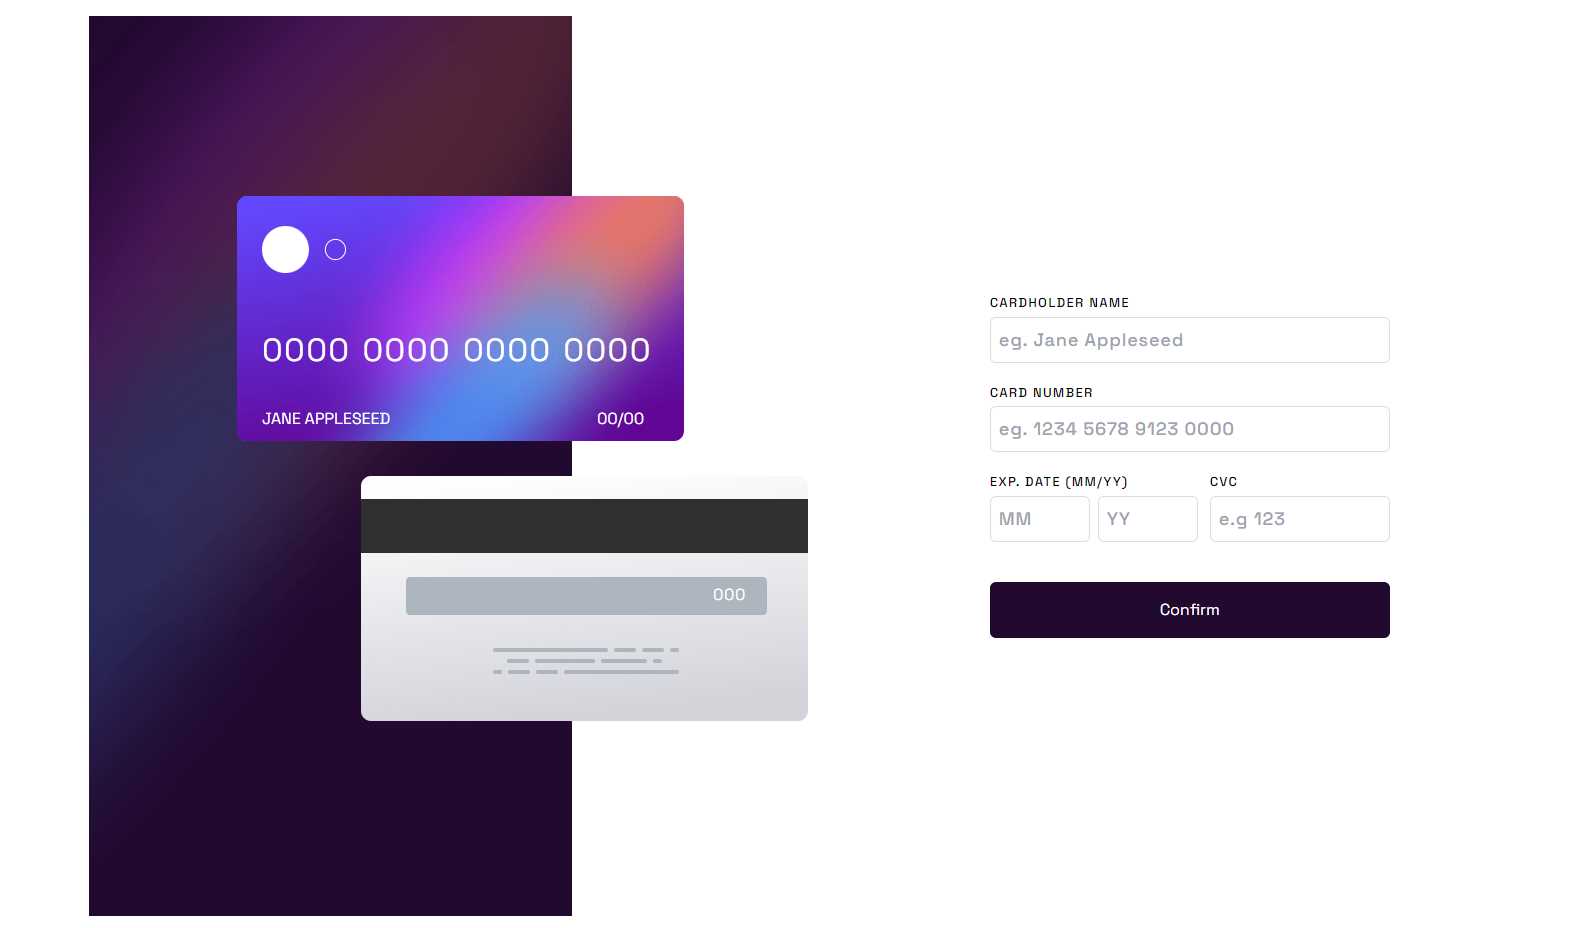 0000 0000 0000 0000
JANE APPLESEED 00/00
000
CARDHOLDER NAME
eg. Jane Appleseed
CARD NUMBER
eg. 1234 5678 9123 0000
EXP. DATE (MM/YY) CVC
MM YY e.g 123
Confirm